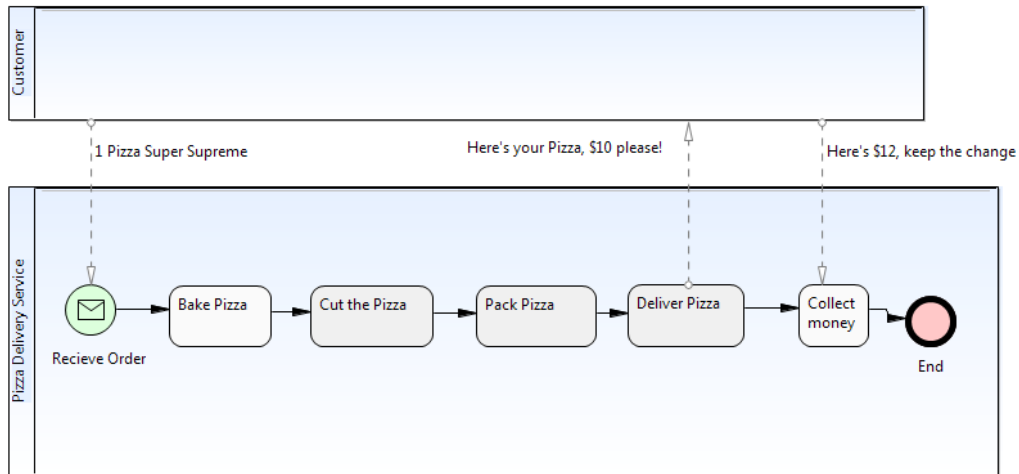 Customer
1 Pizza Super Supreme
Here's your Pizza, $10 please!
Here's $12, keep the change
Pizza Delivery Service
Recieve Order
Bake Pizza
Cut the Pizza
Pack Pizza
Deliver Pizza
Collect
money
End